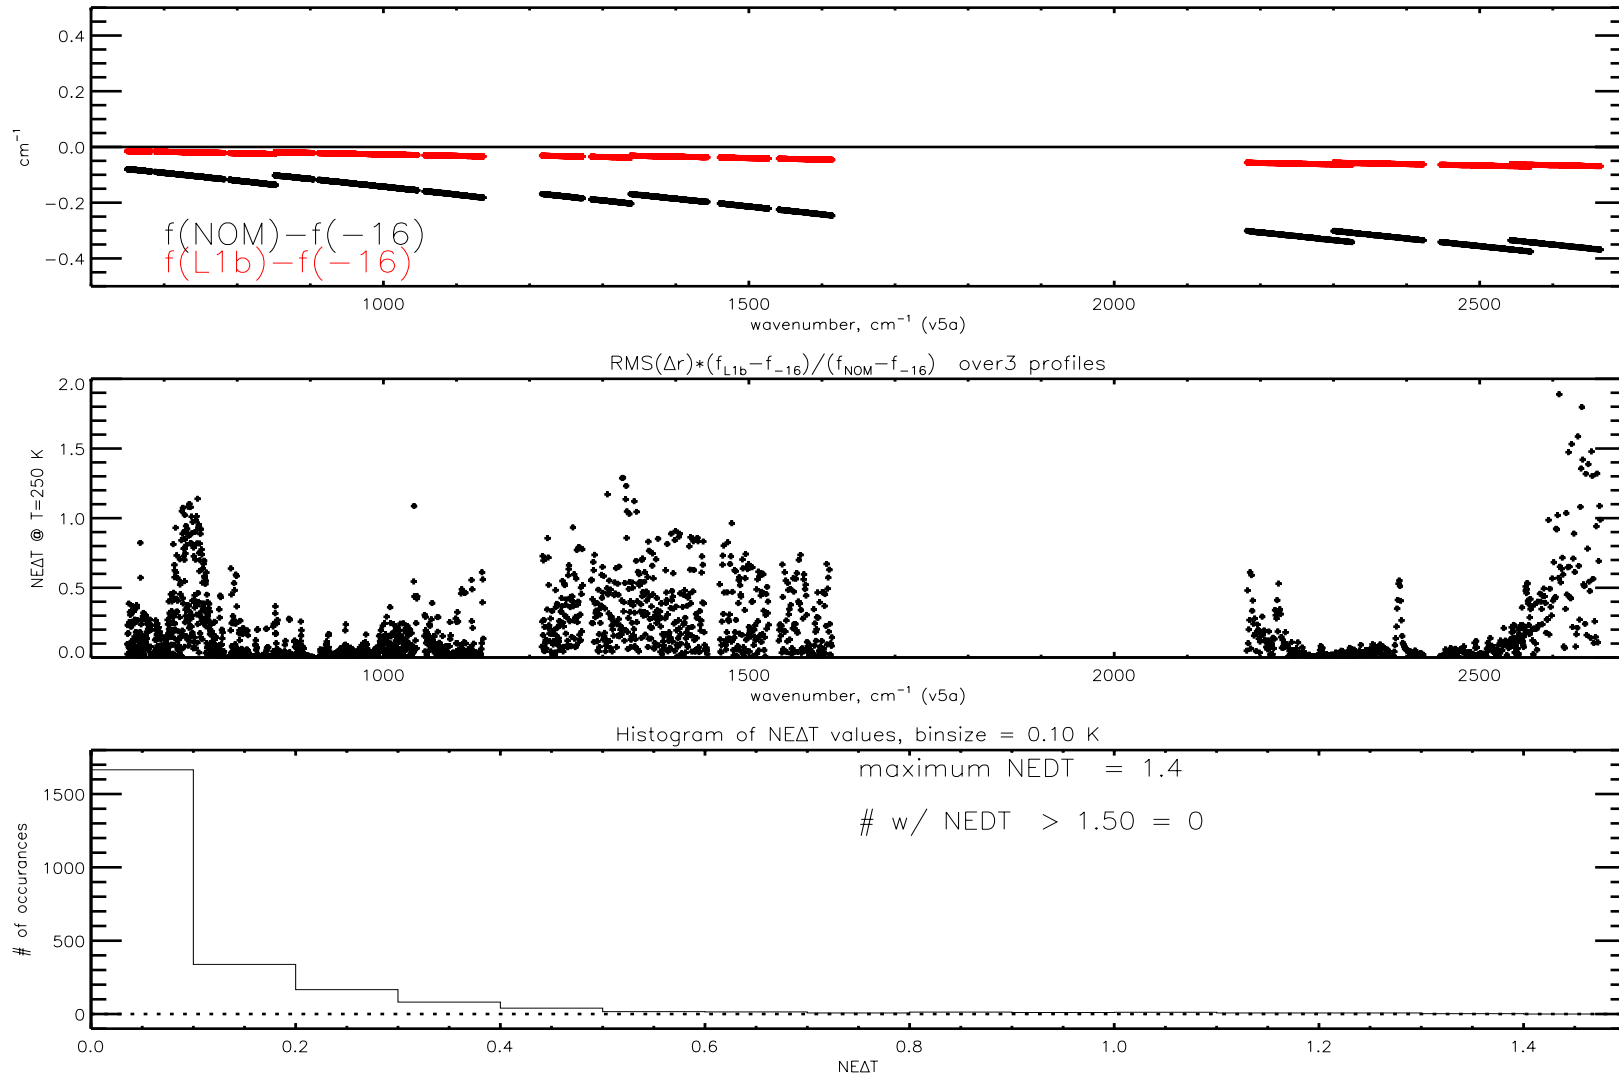 0.4
0.2
0.0
−0.2
−0.4
cm⁻¹
f(NOM)−f(−16)
f(L1b)−f(−16)
1000 1500 2000 2500
wavenumber, cm⁻¹ (v5a)
RMS(Δr)*(f_L1b−f_−16)/(f_NOM−f_−16) over3 profiles
2.0
1.5
1.0
0.5
0.0
NEΔT @ T=250 K
1000 1500 2000 2500
wavenumber, cm⁻¹ (v5a)
Histogram of NEΔT values, binsize = 0.10 K
maximum NEDT = 1.4
# w/ NEDT > 1.50 = 0
1500
1000
500
0
# of occurances
0.0 0.2 0.4 0.6 0.8 1.0 1.2 1.4
NEΔT